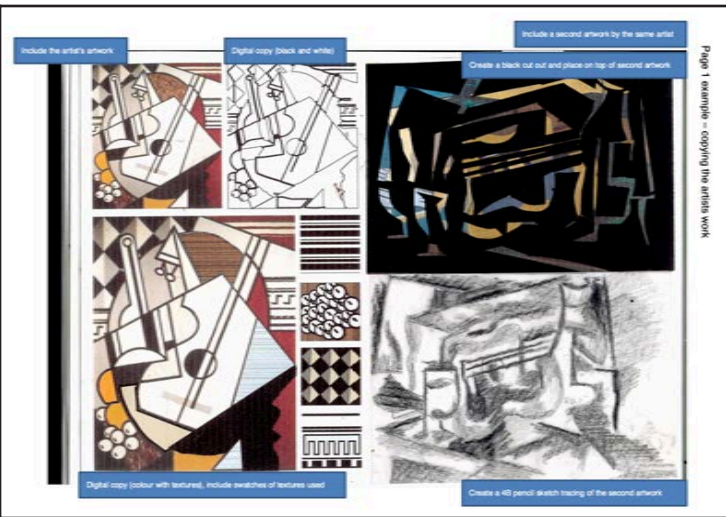 Include a second artwork by the same artist
Include the artist's artwork
Digital copy (black and white)
Create a black cut out and place on top of second artwork
Page 1 example – copying the artists work
Digital copy (colour with textures), include swatches of textures used
Create a 4B pencil sketch tracing of the second artwork